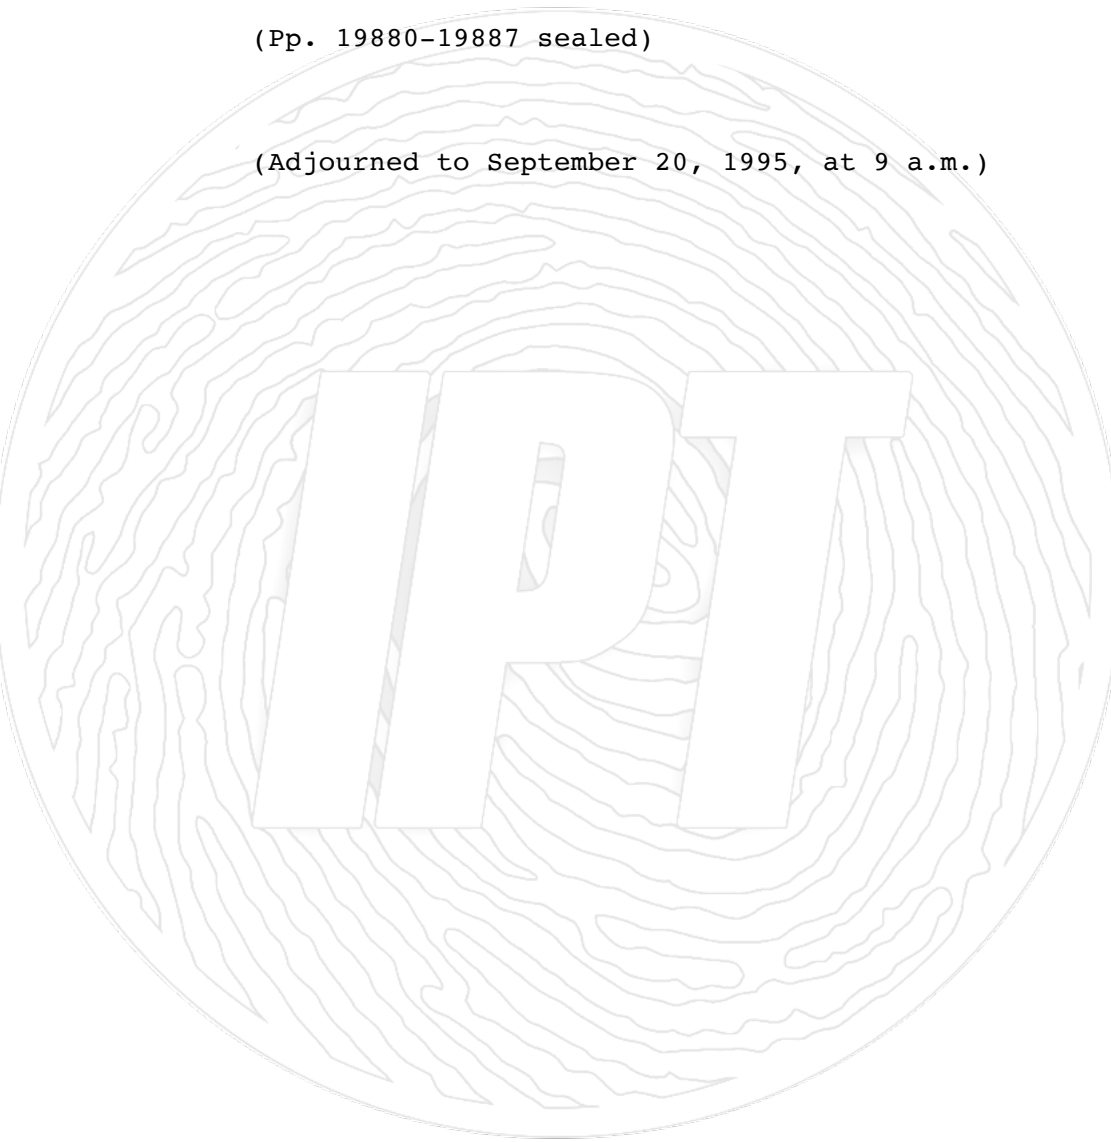 (Pp. 19880-19887 sealed)
(Adjourned to September 20, 1995, at 9 a.m.)
IPT